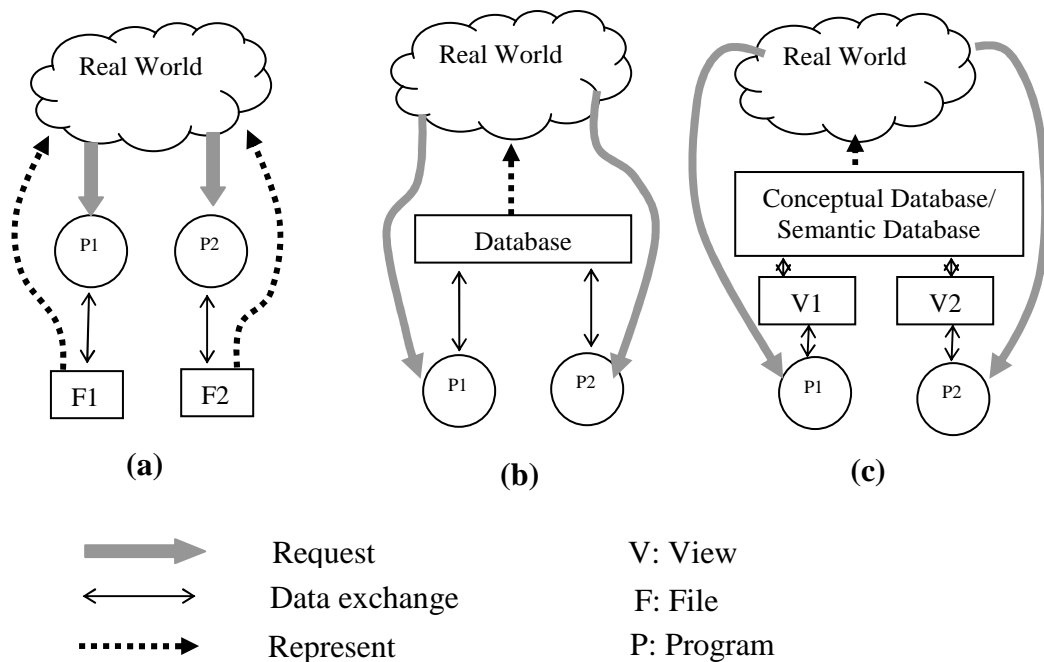 Real World
P1
P2
F1
F2
(a)
Real World
Database
P1
P2
(b)
Real World
Conceptual Database/
Semantic Database
V1
V2
P1
P2
(c)
Request
V: View
Data exchange
F: File
Represent
P: Program